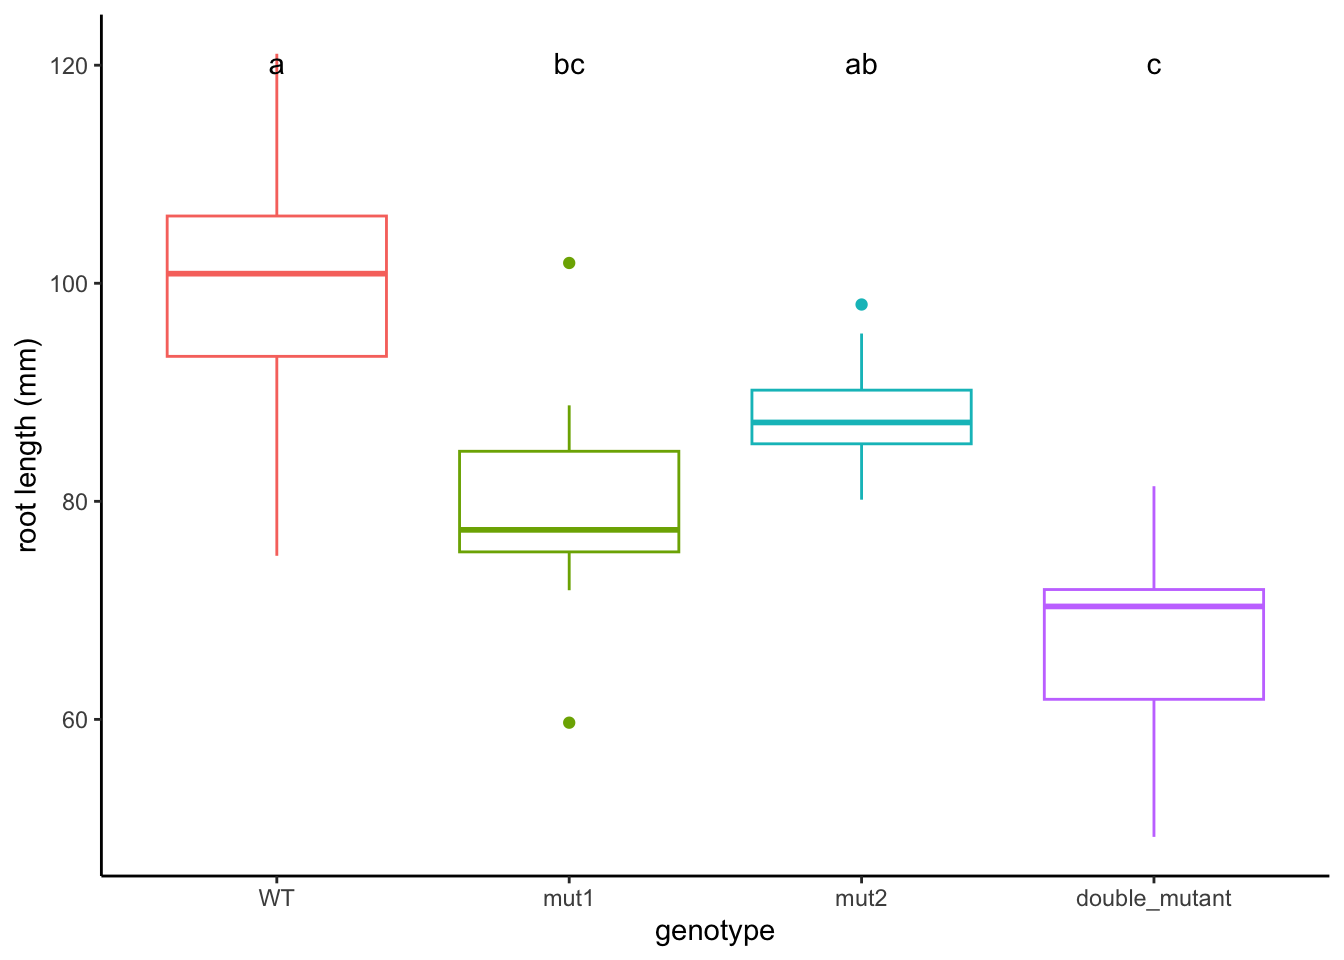 120
a
bc
ab
c
100
80
60
root length (mm)
WT
mut1
mut2
double_mutant
genotype